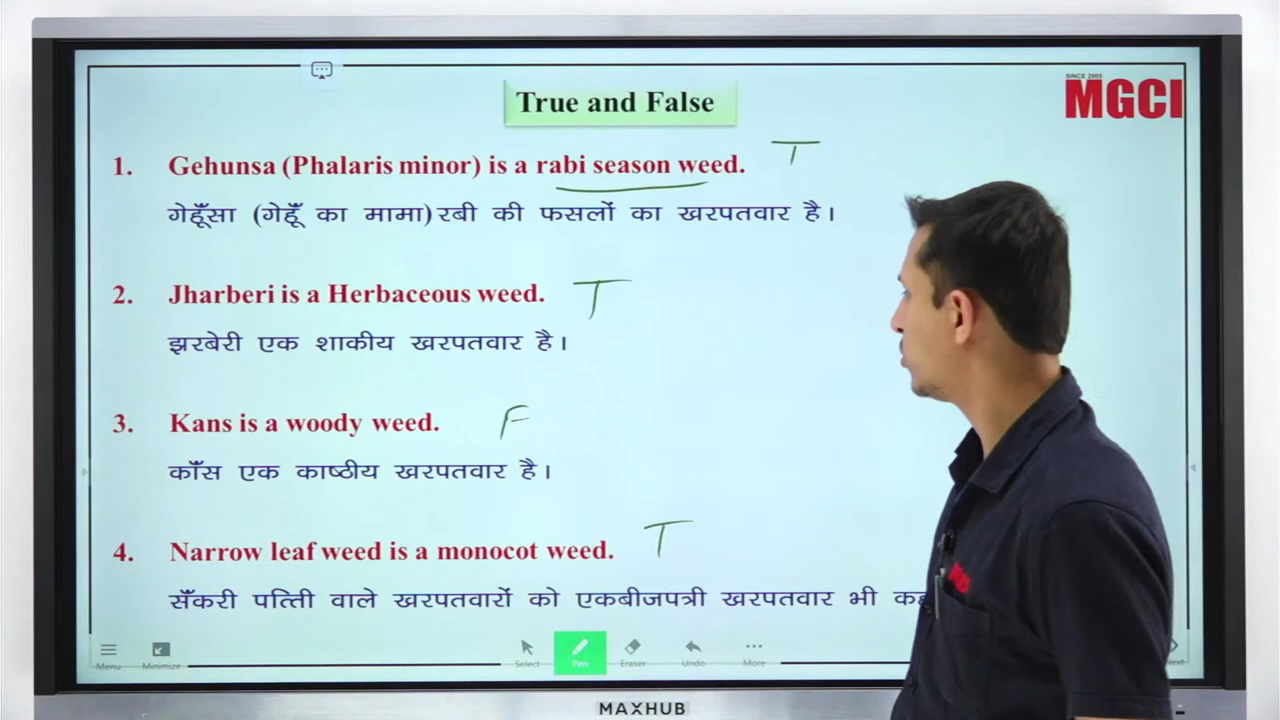 SINCE 2005
MGCI
True and False
1. Gehunsa (Phalaris minor) is a rabi season weed. T
गेहूँसा (गेहूँ का मामा) रबी की फसलों का खरपतवार है।
2. Jharberi is a Herbaceous weed. T
झरबेरी एक शाकीय खरपतवार है।
3. Kans is a woody weed. F
काँस एक काष्ठीय खरपतवार है।
4. Narrow leaf weed is a monocot weed. T
सँकरी पत्ती वाले खरपतवारों को एकबीजपत्री खरपतवार भी
Menu Minimize Select Pen Eraser Undo More Next
MAXHUB